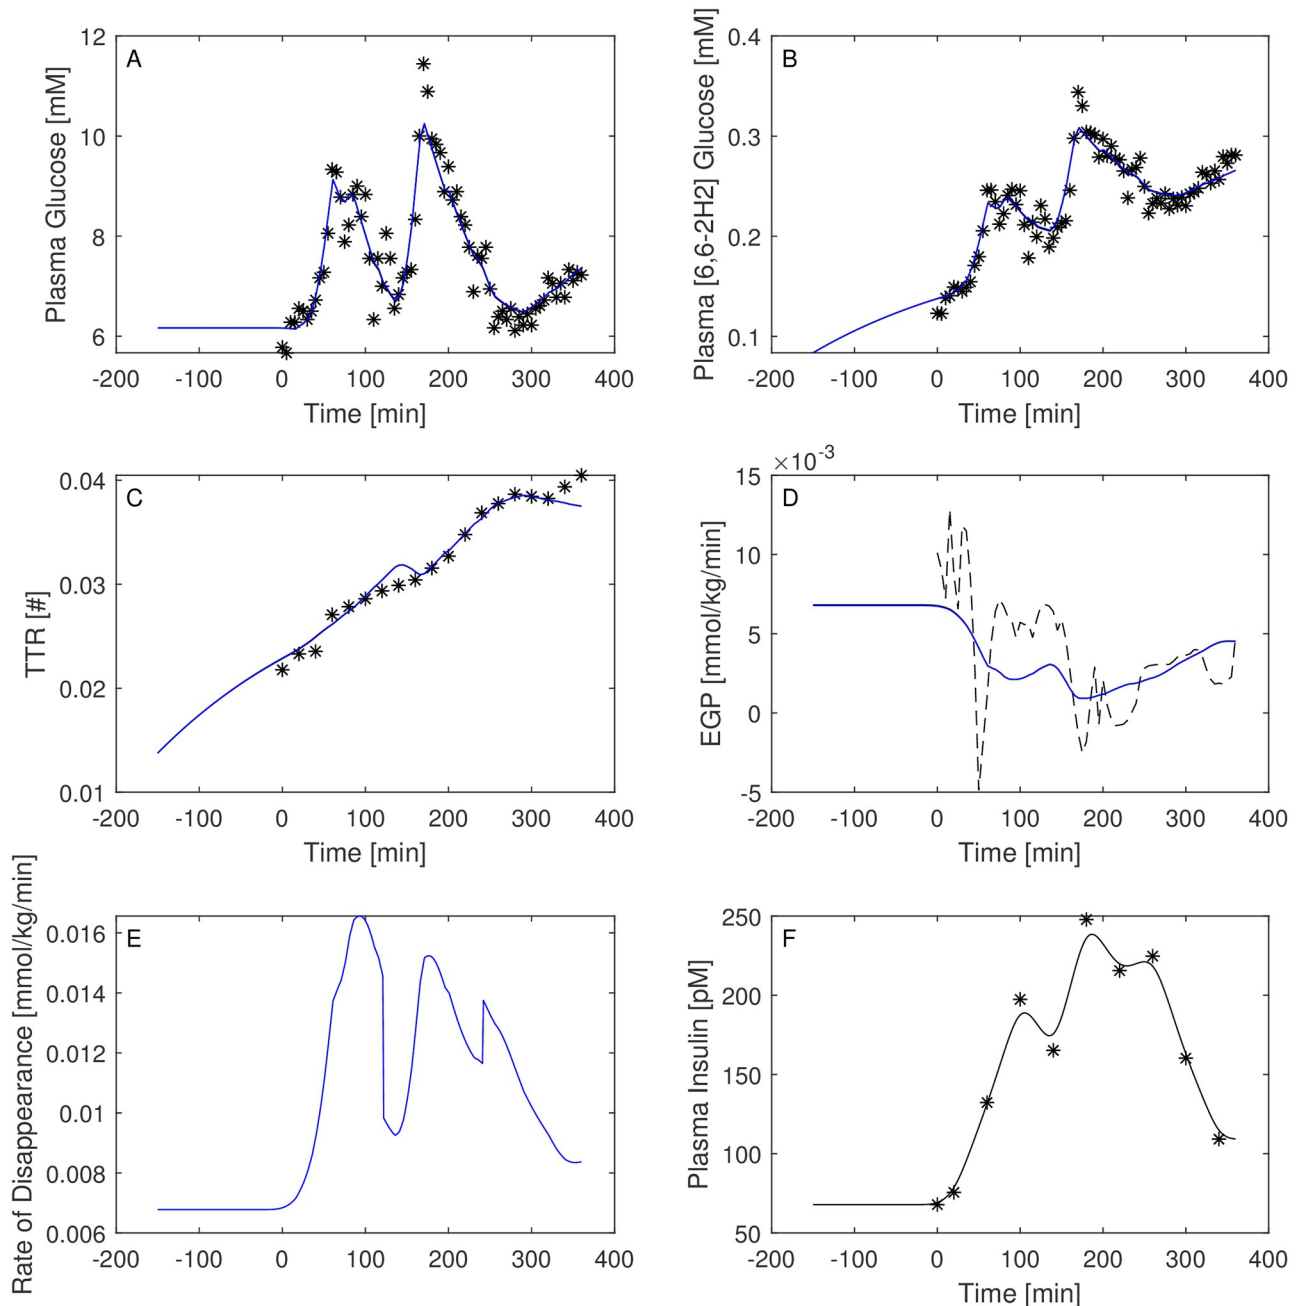 A
Plasma Glucose [mM]
12
10
8
6
-200 -100 0 100 200 300 400
Time [min]
B
Plasma [6,6-2H2] Glucose [mM]
0.4
0.3
0.2
0.1
-200 -100 0 100 200 300 400
Time [min]
C
TTR [#]
0.04
0.03
0.02
0.01
-200 -100 0 100 200 300 400
Time [min]
D
EGP [mmol/kg/min]
×10-3
15
10
5
0
-5
-200 -100 0 100 200 300 400
Time [min]
E
Rate of Disappearance [mmol/kg/min]
0.016
0.014
0.012
0.01
0.008
0.006
-200 -100 0 100 200 300 400
F
Plasma Insulin [pM]
250
200
150
100
50
-200 -100 0 100 200 300 400
Time [min]